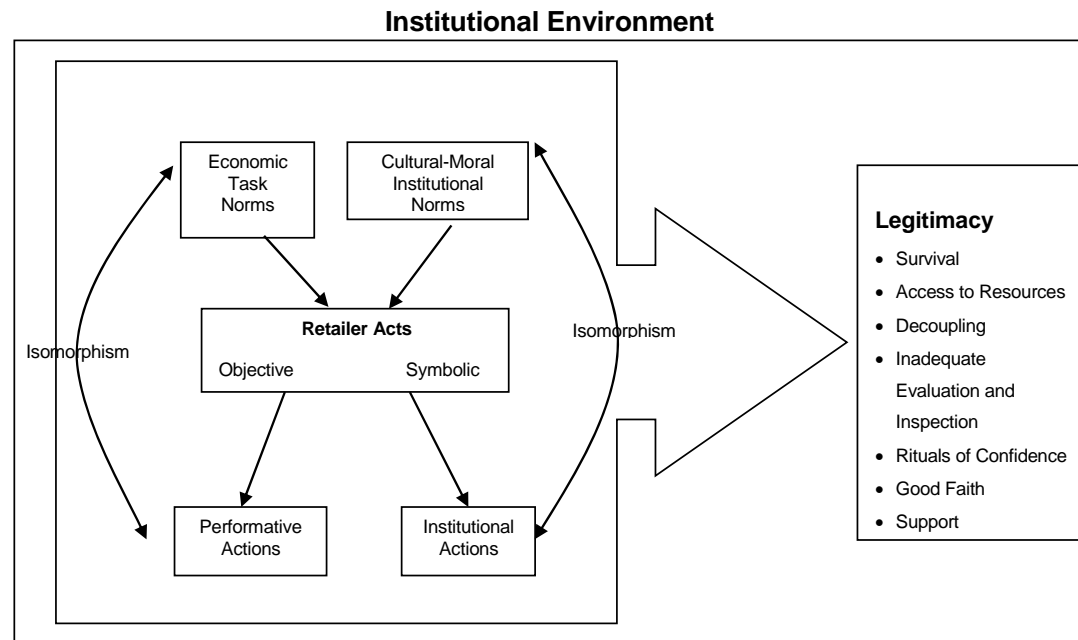 Institutional Environment
Economic
Task
Norms
Cultural-Moral
Institutional
Norms
Isomorphism
Retailer Acts
Objective Symbolic
Isomorphism
Performative
Actions
Institutional
Actions
Legitimacy
• Survival
• Access to Resources
• Decoupling
• Inadequate
Evaluation and
Inspection
• Rituals of Confidence
• Good Faith
• Support